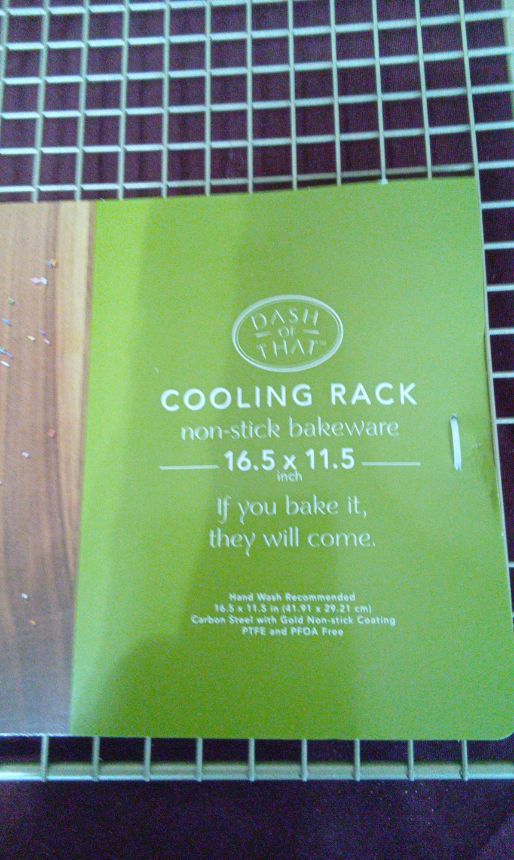 DASH
OF
THAT™
COOLING RACK
non-stick bakeware
16.5 x 11.5
inch
If you bake it,
they will come.
Hand Wash Recommended
16.5 x 11.5 in (41.91 x 29.21 cm)
Carbon Steel with Gold Non-stick Coating
PTFE and PFOA Free